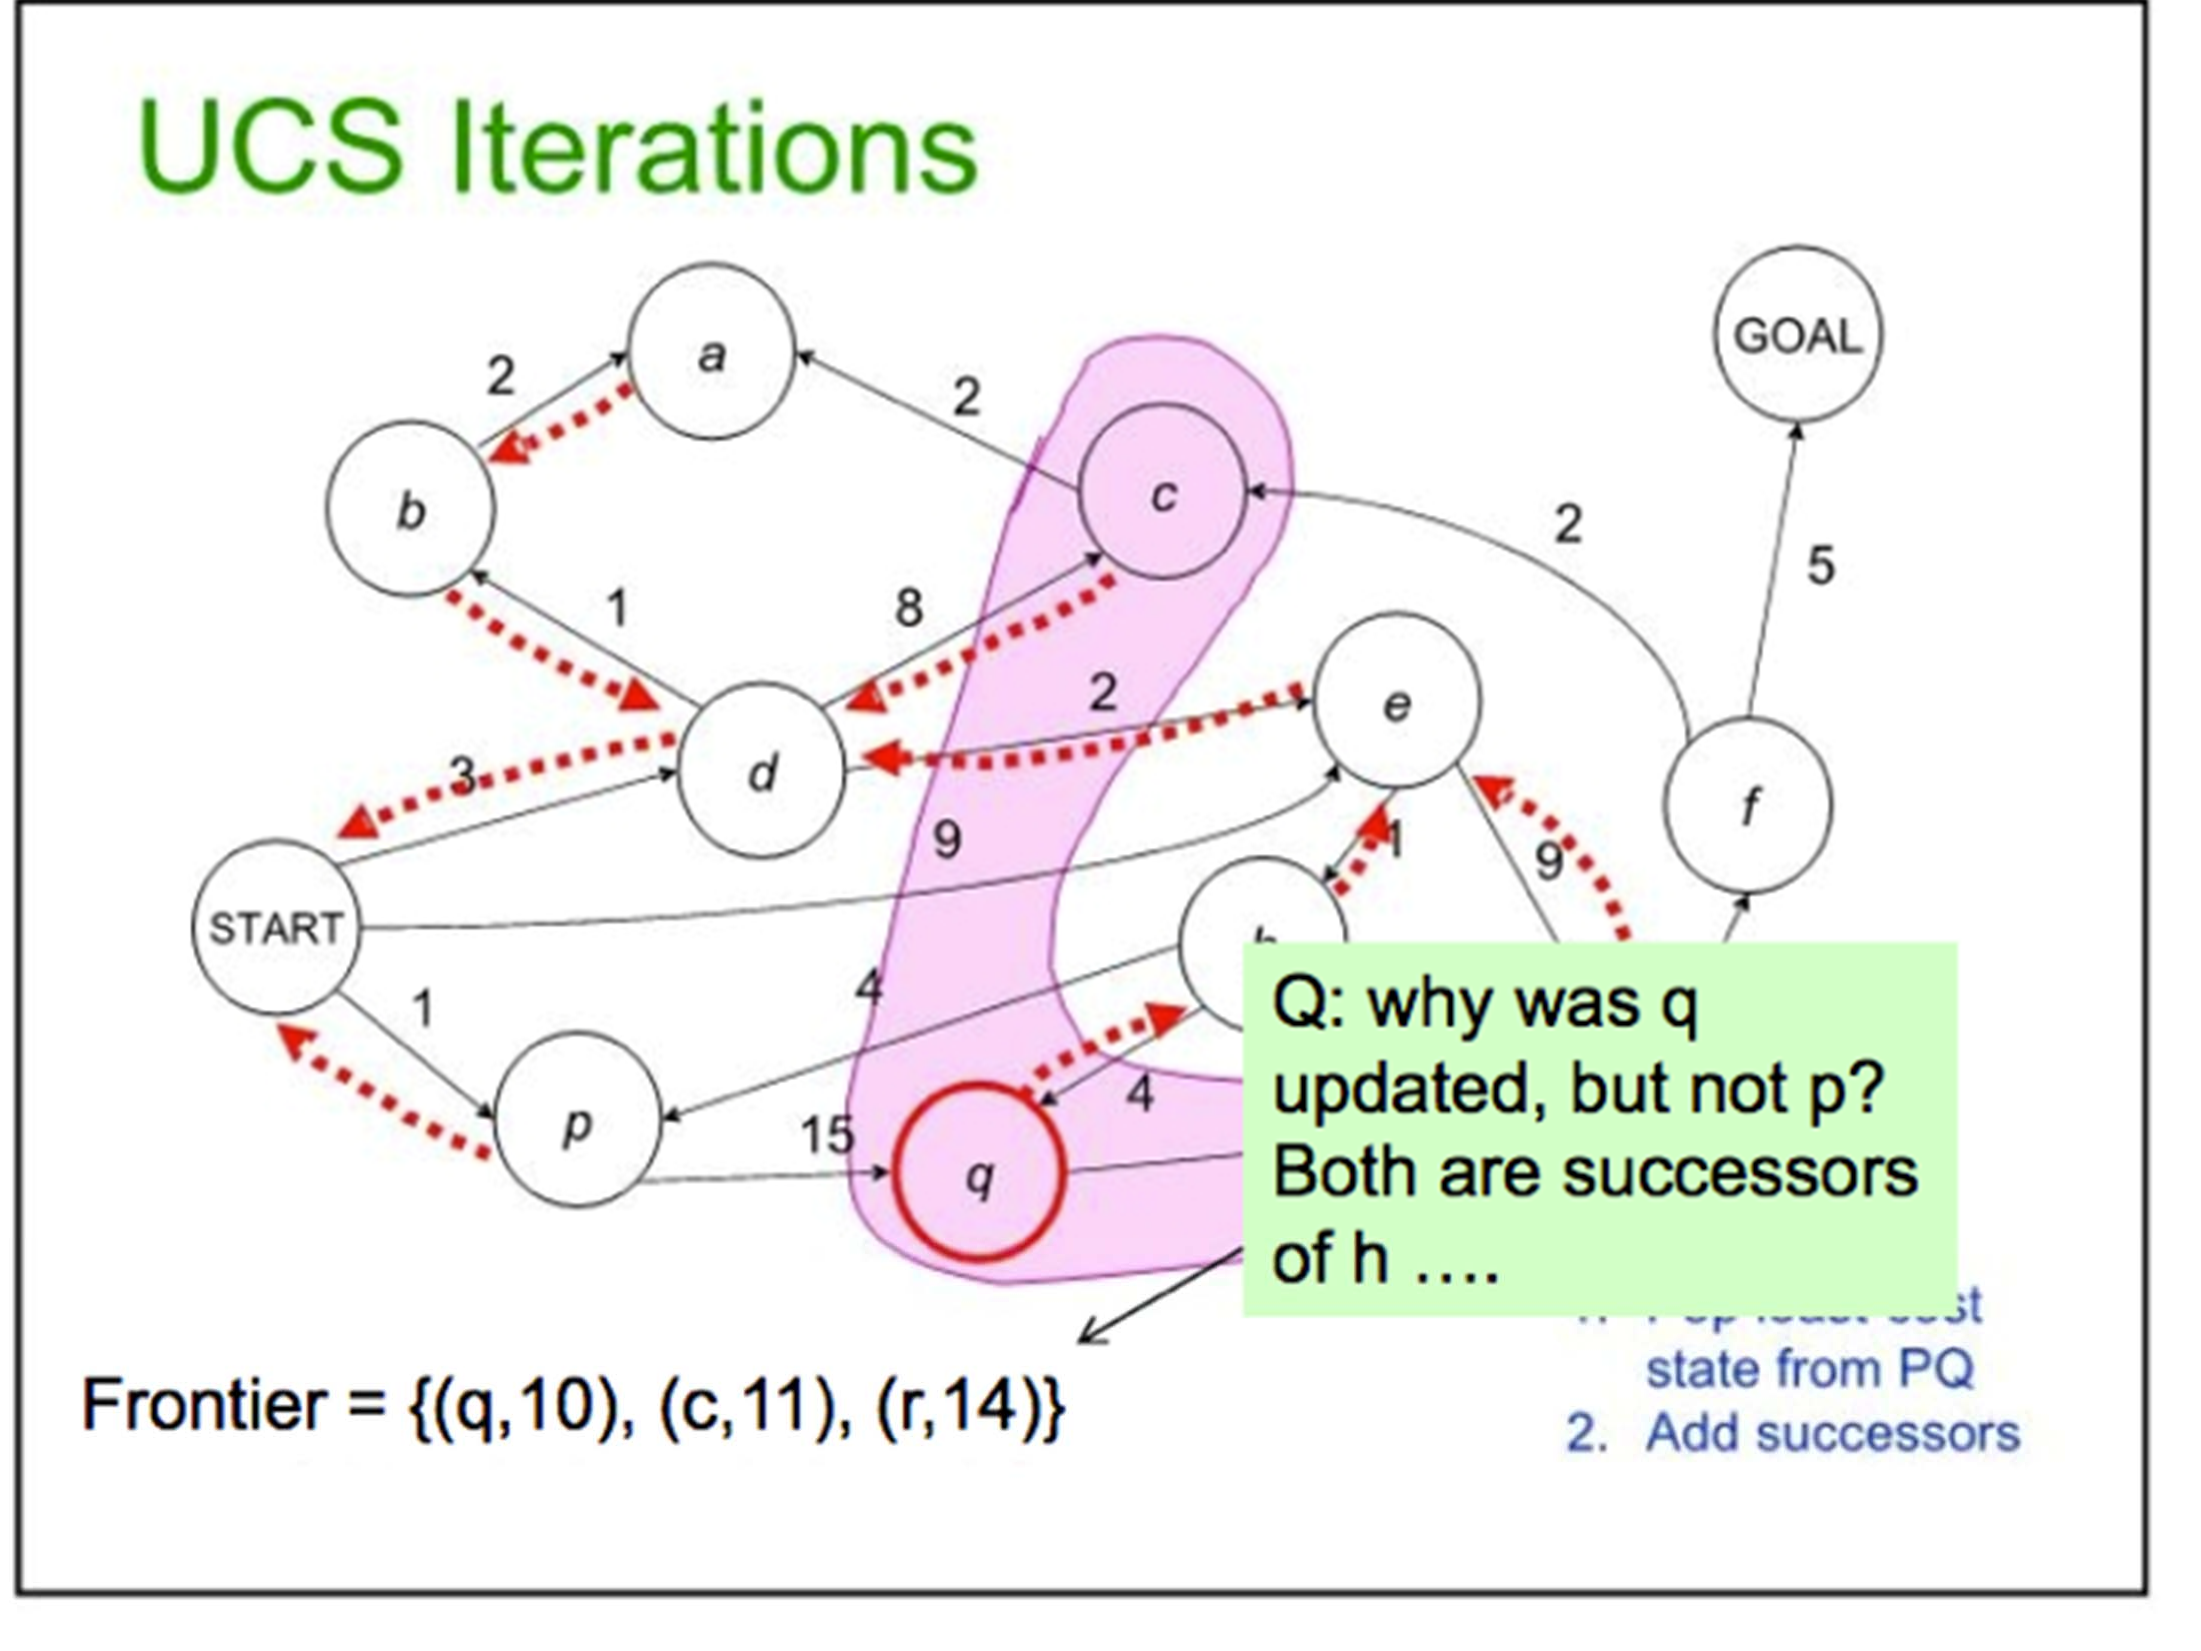 UCS Iterations
GOAL
a
2
2
c
b
2
5
1
8
2
e
3
d
f
9
1
9
START
4
1
4
p
15
q
Q: why was q
updated, but not p?
Both are successors
of h ....
state from PQ
2. Add successors
Frontier = {(q,10), (c,11), (r,14)}